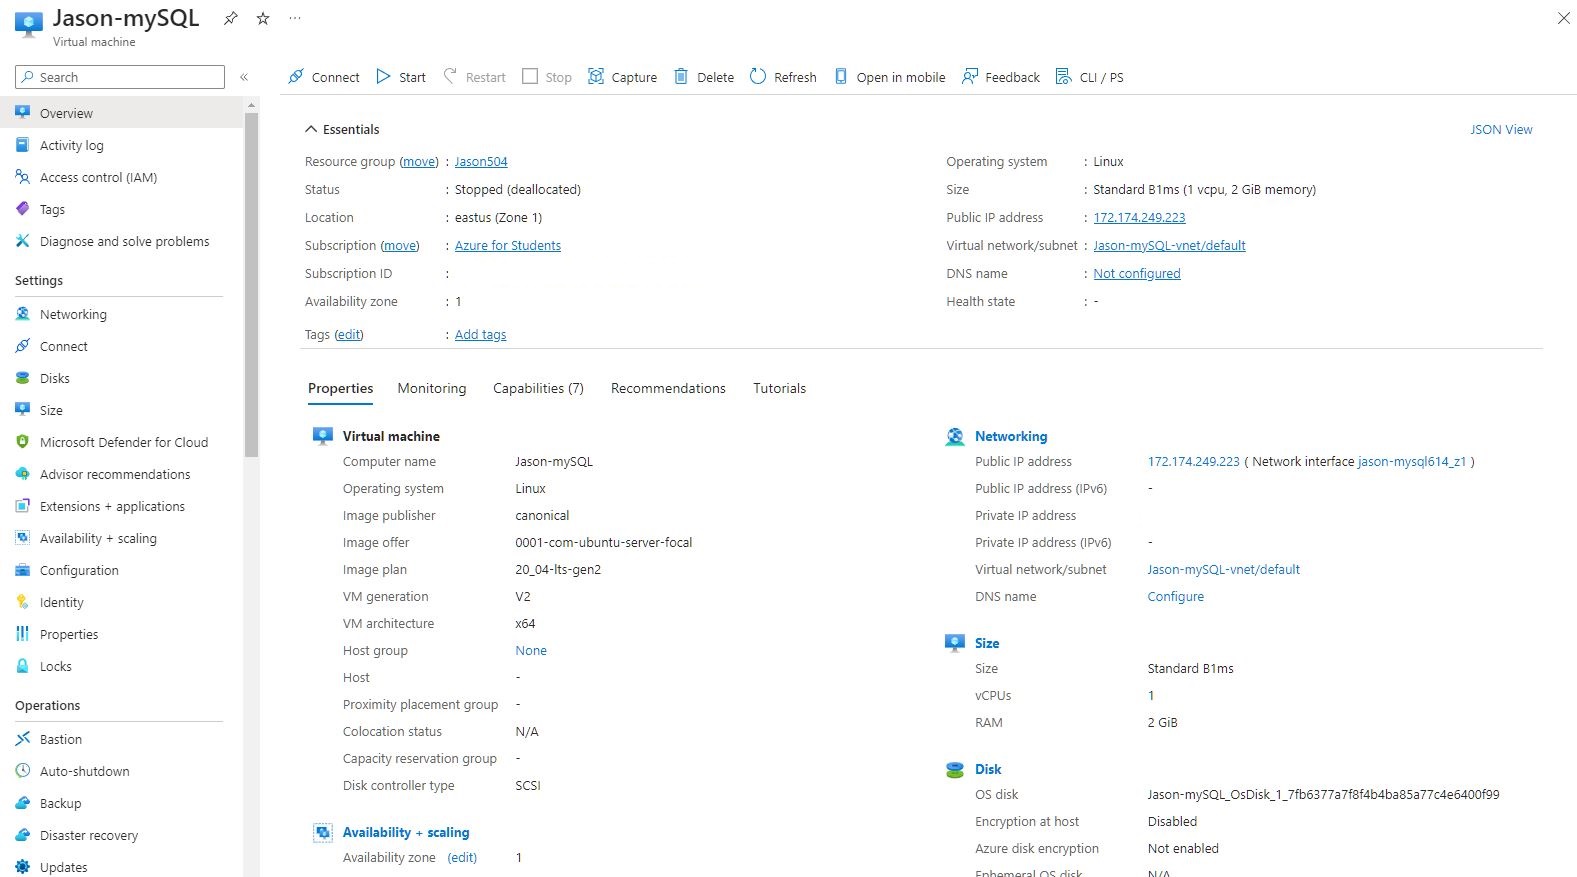 Jason-mySQL
Virtual machine
Search
Connect Start Restart Stop Capture Delete Refresh Open in mobile Feedback CLI / PS
Overview
Activity log
Access control (IAM)
Tags
Diagnose and solve problems
Settings
Networking
Connect
Disks
Size
Microsoft Defender for Cloud
Advisor recommendations
Extensions + applications
Availability + scaling
Configuration
Identity
Properties
Locks
Operations
Bastion
Auto-shutdown
Backup
Disaster recovery
Updates
Essentials
JSON View
Resource group (move) : Jason504
Status : Stopped (deallocated)
Location : eastus (Zone 1)
Subscription (move) : Azure for Students
Subscription ID :
Availability zone : 1
Tags (edit) : Add tags
Operating system : Linux
Size : Standard B1ms (1 vcpu, 2 GiB memory)
Public IP address : 172.174.249.223
Virtual network/subnet : Jason-mySQL-vnet/default
DNS name : Not configured
Health state : -
Properties Monitoring Capabilities (7) Recommendations Tutorials
Virtual machine
Computer name Jason-mySQL
Operating system Linux
Image publisher canonical
Image offer 0001-com-ubuntu-server-focal
Image plan 20_04-lts-gen2
VM generation V2
VM architecture x64
Host group None
Host -
Proximity placement group -
Colocation status N/A
Capacity reservation group -
Disk controller type SCSI
Availability + scaling
Availability zone (edit) 1
Networking
Public IP address 172.174.249.223 ( Network interface jason-mysql614_z1 )
Public IP address (IPv6) -
Private IP address
Private IP address (IPv6) -
Virtual network/subnet Jason-mySQL-vnet/default
DNS name Configure
Size
Size Standard B1ms
vCPUs 1
RAM 2 GiB
Disk
OS disk Jason-mySQL_OsDisk_1_7fb6377a7f8f4b4ba85a77c4e6400f99
Encryption at host Disabled
Azure disk encryption Not enabled
Ephemeral OS disk N/A